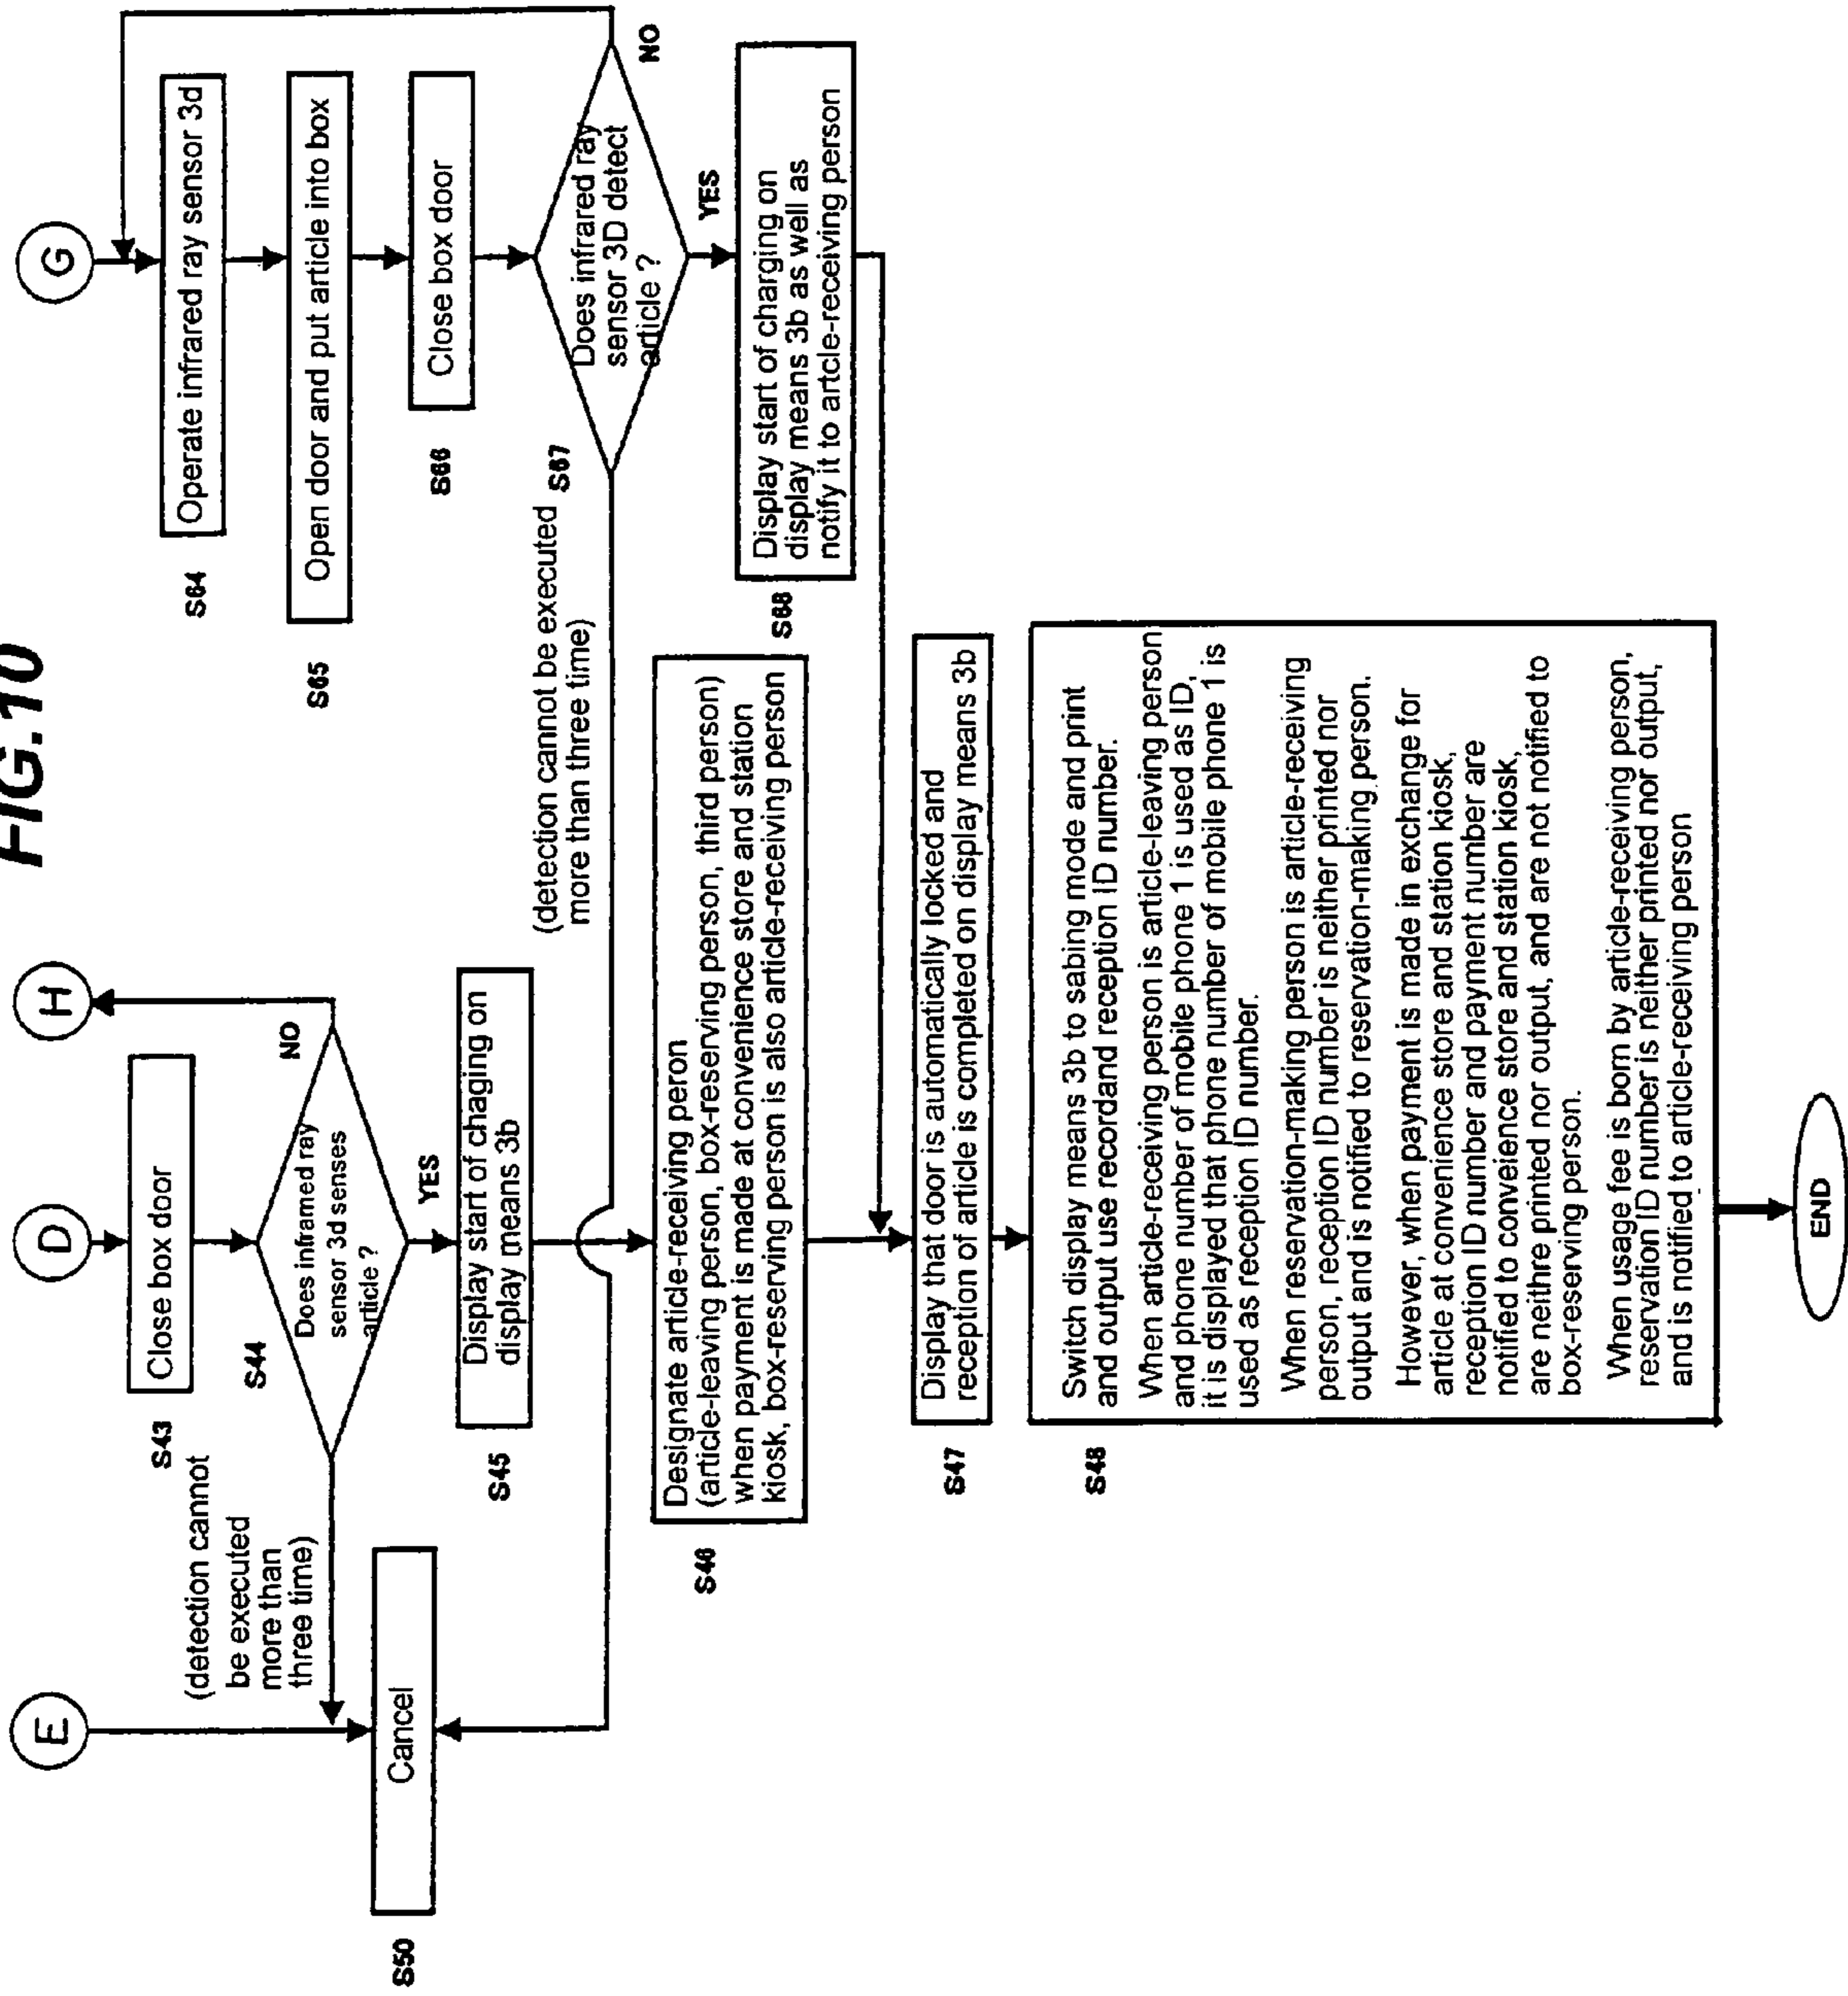 FIG.10
E
D
H
G
S43
Close box door
S44
Does inframed ray
sensor 3d senses
article ?
NO
YES
(detection cannot
be executed
more than
three time)
S50
Cancel
S45
Display start of chaging on
display means 3b
S46
Designate article-receiving peron
(article-leaving person, box-reserving person, third person)
when payment is made at convenience store and station
kiosk, box-reserving person is also article-receiving person
S64
Operate infrared ray sensor 3d
S65
Open door and put article into box
S66
Close box door
S67
Does infrared ray
sensor 3D detect
article ?
NO
YES
(detection cannot be executed
more than three time)
S68
Display start of charging on
display means 3b as well as
notify it to artcle-receiving person
S47
Display that door is automatically locked and
reception of article is completed on display means 3b
S48
Switch display means 3b to sabing mode and print
and output use recordand reception ID number.
When article-receiving person is article-leaving person
and phone number of mobile phone 1 is used as ID,
it is displayed that phone number of mobile phone 1 is
used as reception ID number.
When reservation-making person is article-receiving
person, reception ID number is neither printed nor
output and is notified to reservation-making person.
However, when payment is made in exchange for
article at convenience store and station kiosk,
reception ID number and payment number are
notified to conveience store and station kiosk,
are neithre printed nor output, and are not notified to
box-reserving person.
When usage fee is born by article-receiving person,
reservation ID number is neither printed nor output,
and is notified to article-receiving person
END